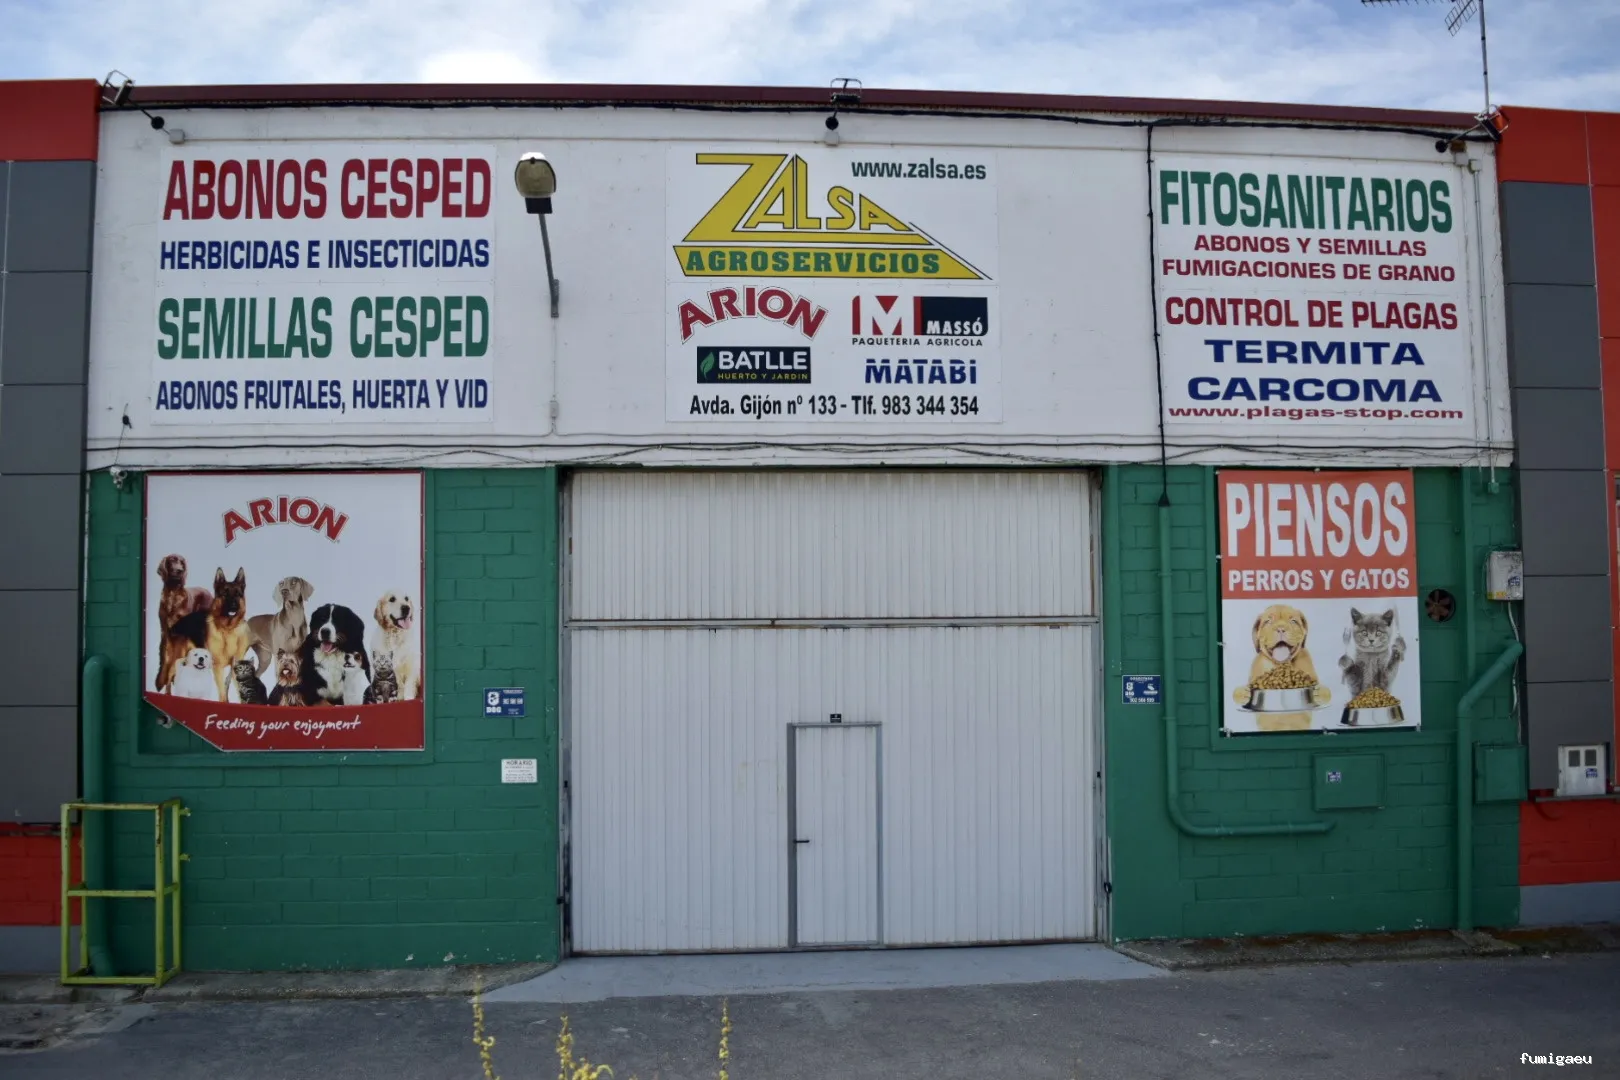 ABONOS CESPED
HERBICIDAS E INSECTICIDAS
SEMILLAS CESPED
ABONOS FRUTALES, HUERTA Y VID
www.zalsa.es
ZALSA
AGROSERVICIOS
ARION
M MASSÓ
PAQUETERIA AGRICOLA
BATLLE
HUERTO Y JARDIN
MATABI
Avda. Gijón nº 133 - Tlf. 983 344 354
FITOSANITARIOS
ABONOS Y SEMILLAS
FUMIGACIONES DE GRANO
CONTROL DE PLAGAS
TERMITA
CARCOMA
www.plagas-stop.com
ARION
Feeding your enjoyment
PIENSOS
PERROS Y GATOS
HORARIO
fumigaeu